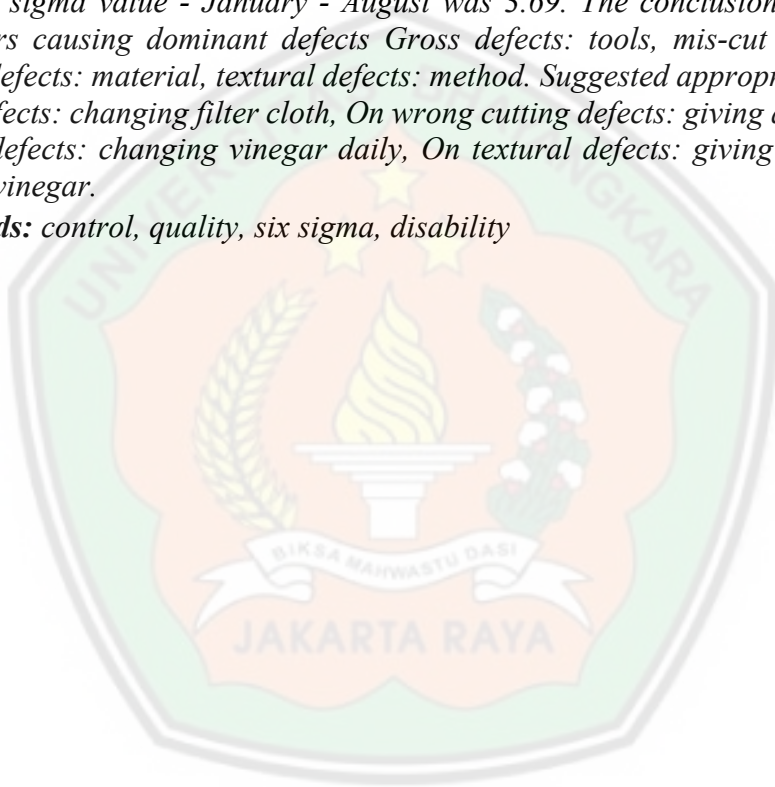 sigma value - January - August was 3.69. The conclusion
rs causing dominant defects Gross defects: tools, mis-cut
defects: material, textural defects: method. Suggested appropr
fects: changing filter cloth, On wrong cutting defects: giving
defects: changing vinegar daily, On textural defects: giving
vinegar.
ds: control, quality, six sigma, disability
BIKSA MAHWASTU DASI
JAKARTA RAYA